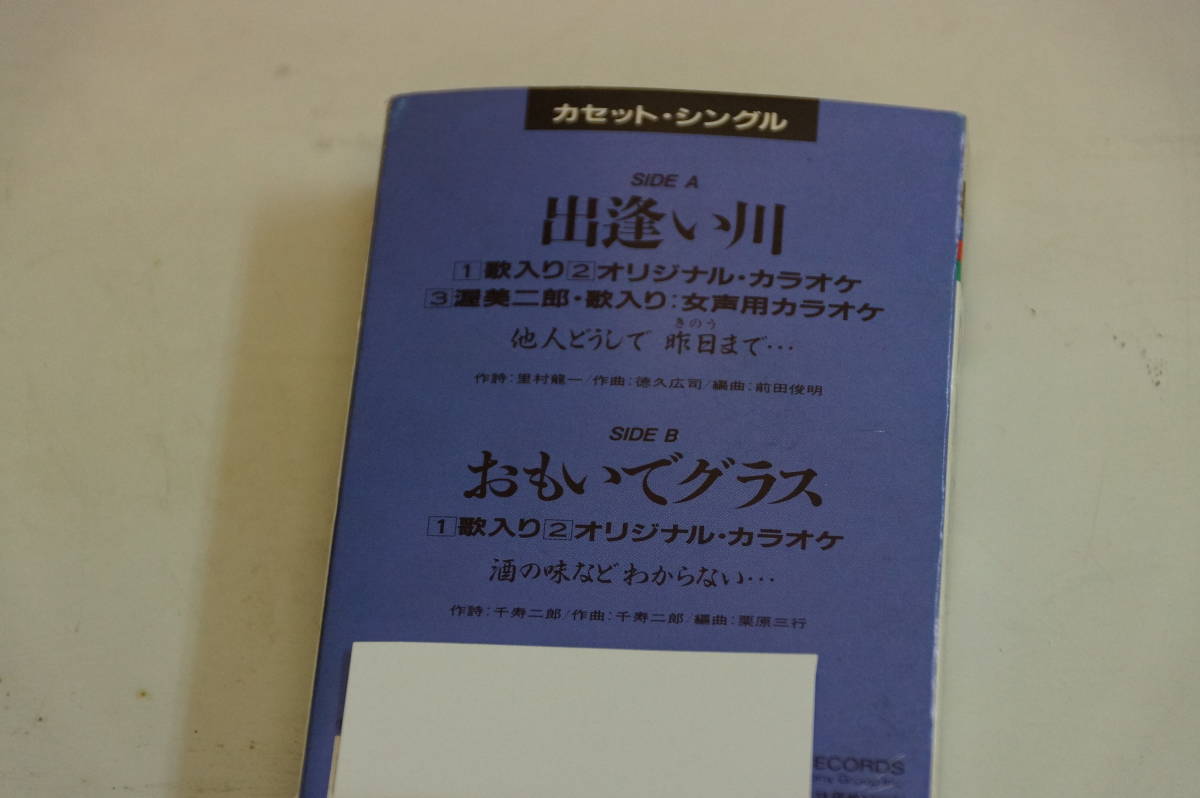 カセット・シングル
SIDE A
出逢い川
1歌入り2オリジナル・カラオケ
3渥美二郎・歌入り:女声用カラオケ
きのう
他人どうしで 昨日まで…
作詩:里村龍一/作曲:徳久広司/編曲:前田俊明
SIDE B
おもいでグラス
1歌入り2オリジナル・カラオケ
酒の味など わからない…
作詩:千寿二郎/作曲:千寿二郎/編曲:栗原三行
ECORDS